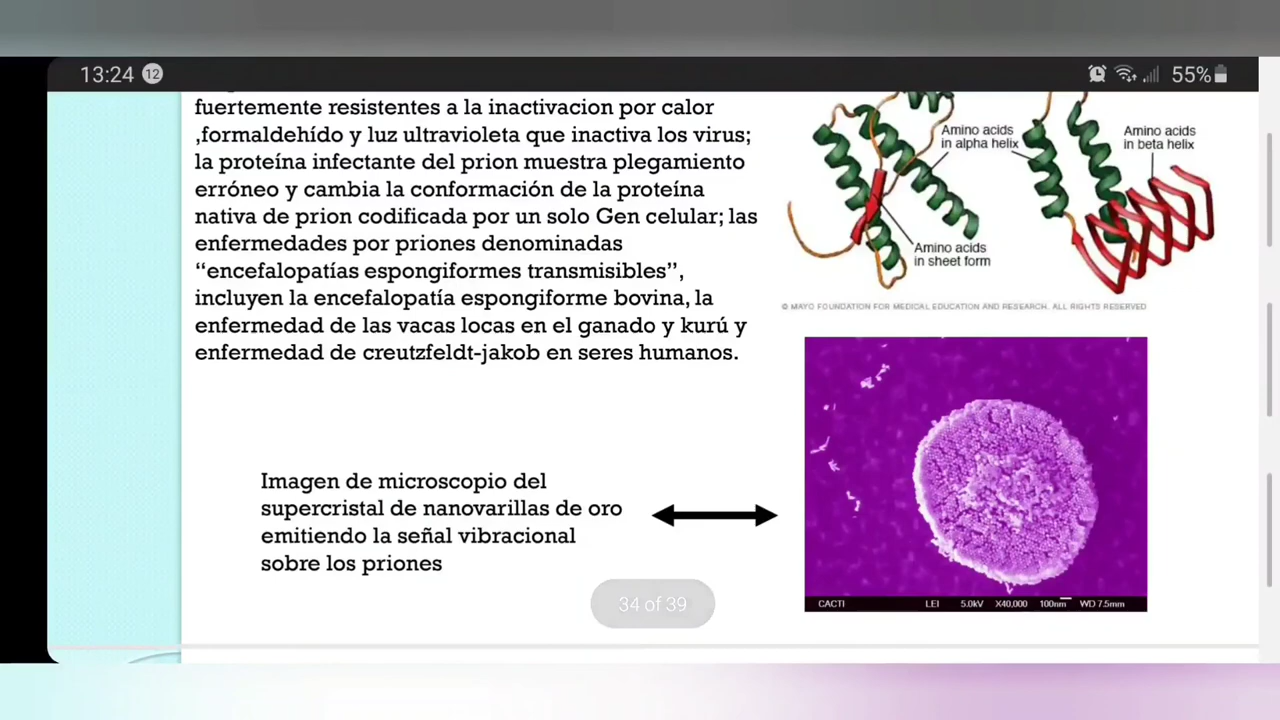 13:24 12
55%
fuertemente resistentes a la inactivacion por calor
,formaldehído y luz ultravioleta que inactiva los virus;
la proteína infectante del prion muestra plegamiento
erróneo y cambia la conformación de la proteína
nativa de prion codificada por un solo Gen celular; las
enfermedades por priones denominadas
“encefalopatías espongiformes transmisibles”,
incluyen la encefalopatía espongiforme bovina, la
enfermedad de las vacas locas en el ganado y kurú y
enfermedad de creutzfeldt-jakob en seres humanos.
Amino acids
in alpha helix
Amino acids
in beta helix
Amino acids
in sheet form
© MAYO FOUNDATION FOR MEDICAL EDUCATION AND RESEARCH. ALL RIGHTS RESERVED
Imagen de microscopio del
supercristal de nanovarillas de oro
emitiendo la señal vibracional
sobre los priones
CACTI LEI 5.0kV X40,000 100nm WD 7.5mm
34 of 39